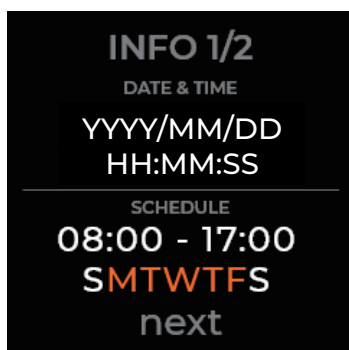 INFO 1/2
DATE & TIME
YYYY/MM/DD
HH:MM:SS
SCHEDULE
08:00 - 17:00
SMTWTFS
next